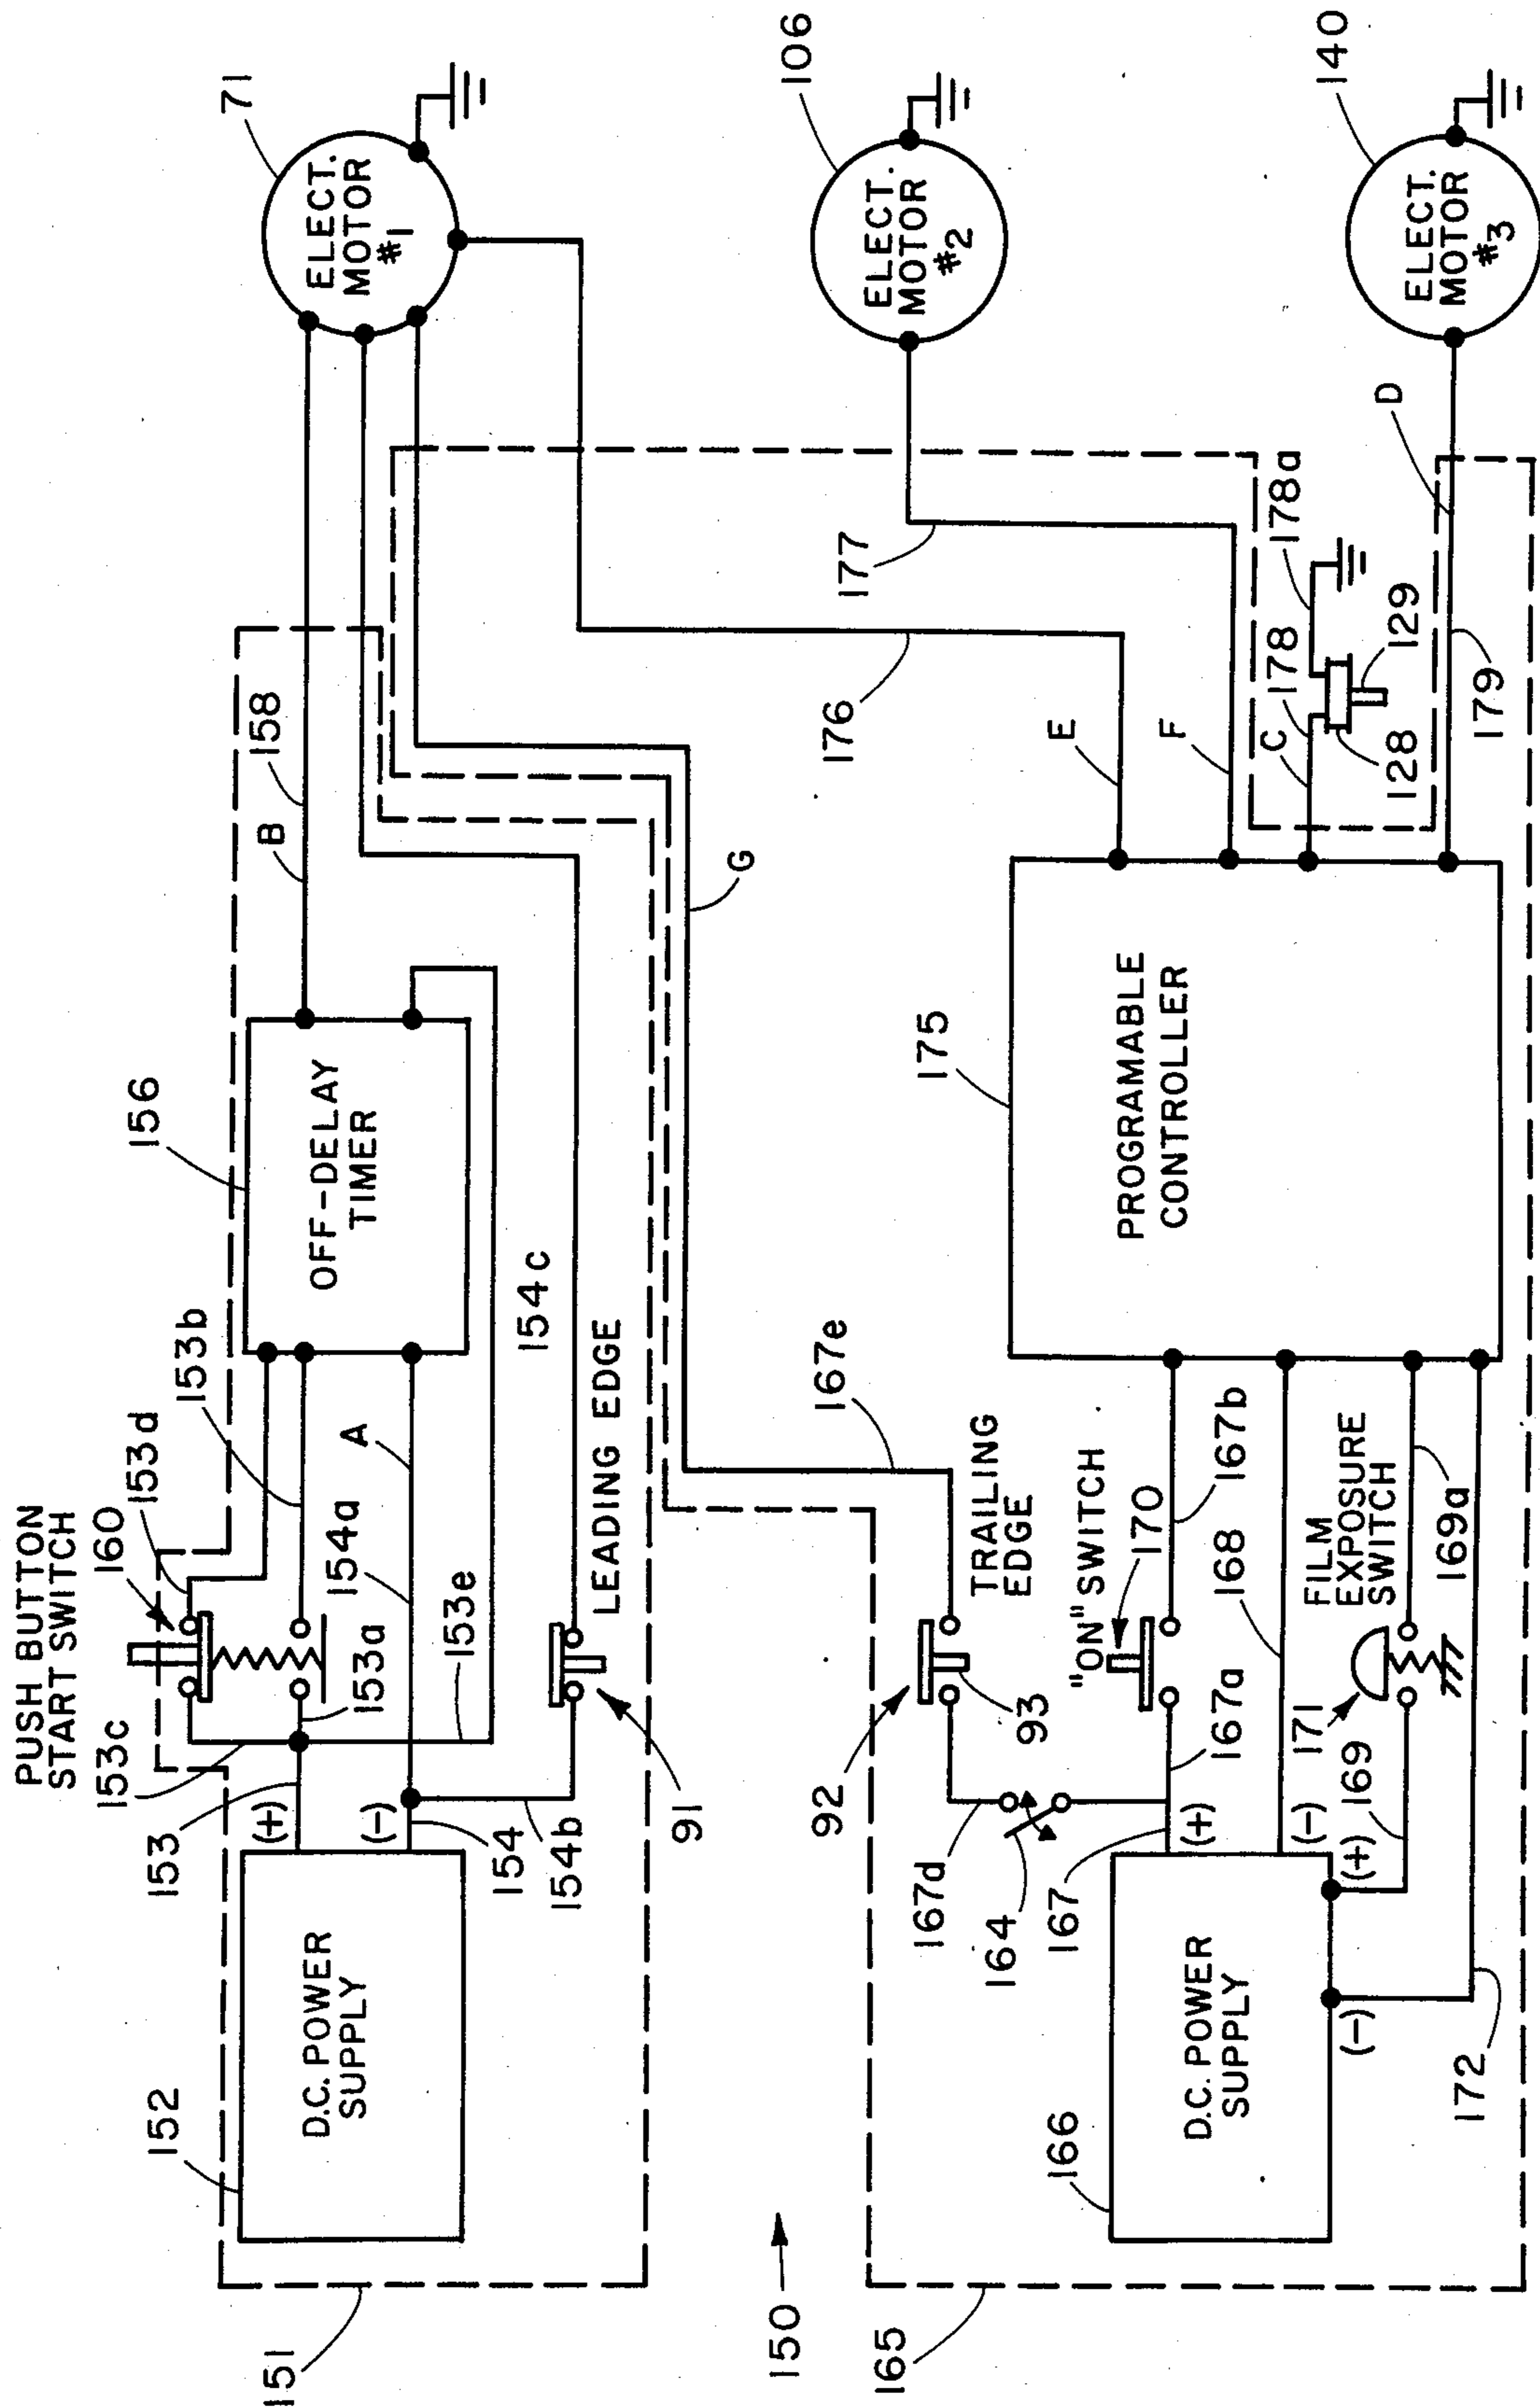 PUSH BUTTON
START SWITCH
160
153d
153b
153c
153
(+)
153a
154a
A
153e
(-)
154
154b
91
LEADING EDGE
154c
156
OFF-DELAY
TIMER
B
158
71
ELECT.
MOTOR
#1
152
D.C. POWER
SUPPLY
151
150
G
167e
92
93
TRAILING
EDGE
167d
164
167
(+)
"ON" SWITCH
170
167a
167b
168
(-)
171
FILM
EXPOSURE
SWITCH
(+)
169
169a
(-)
172
166
D.C. POWER
SUPPLY
165
175
PROGRAMABLE
CONTROLLER
E
176
F
177
C
178
178a
128
129
D
179
106
ELECT.
MOTOR
#2
140
ELECT.
MOTOR
#3